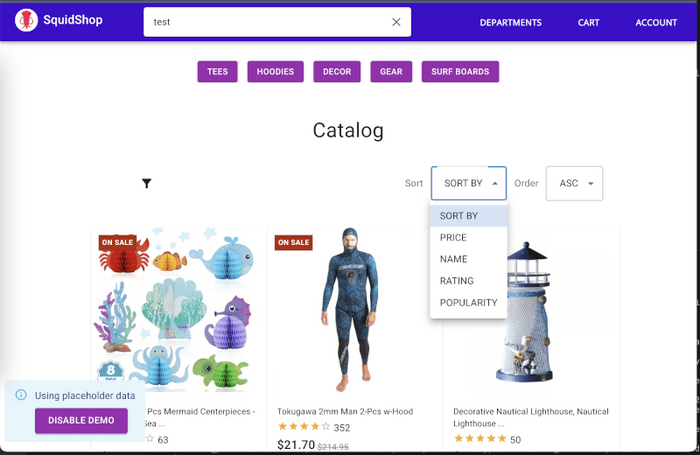 SquidShop
test
DEPARTMENTS
CART
ACCOUNT
TEES
HOODIES
DECOR
GEAR
SURF BOARDS
Catalog
Sort
SORT BY
Order
ASC
SORT BY
PRICE
NAME
RATING
POPULARITY
ON SALE
ON SALE
8
Pcs Mermaid Centerpieces -
Sea ...
63
Tokugawa 2mm Man 2-Pcs w-Hood
352
$21.70 $214.95
Decorative Nautical Lighthouse, Nautical
Lighthouse ...
50
Using placeholder data
DISABLE DEMO